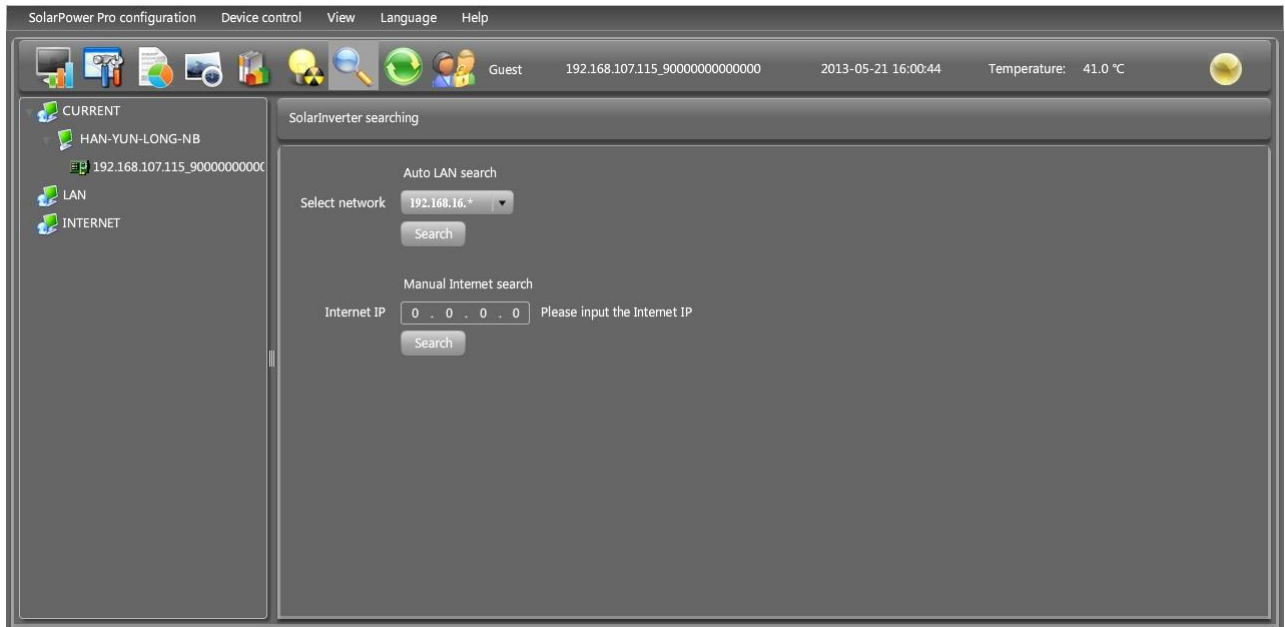 SolarPower Pro configuration Device control View Language Help
Guest 192.168.107.115_90000000000000 2013-05-21 16:00:44 Temperature: 41.0 ℃
CURRENT
HAN-YUN-LONG-NB
192.168.107.115_90000000000
LAN
INTERNET
SolarInverter searching
Auto LAN search
Select network 192.168.16.*
Search
Manual Internet search
Internet IP 0 . 0 . 0 . 0 Please input the Internet IP
Search